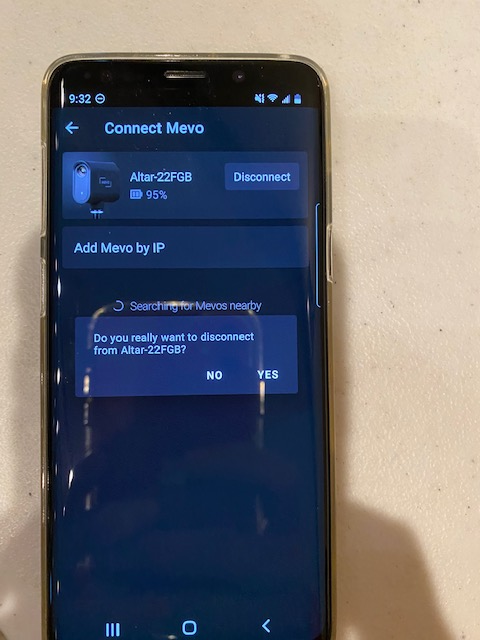 9:32
Connect Mevo
Altar-22FGB
Disconnect
95%
Add Mevo by IP
Searching for Mevos nearby
Do you really want to disconnect
from Altar-22FGB?
NO YES